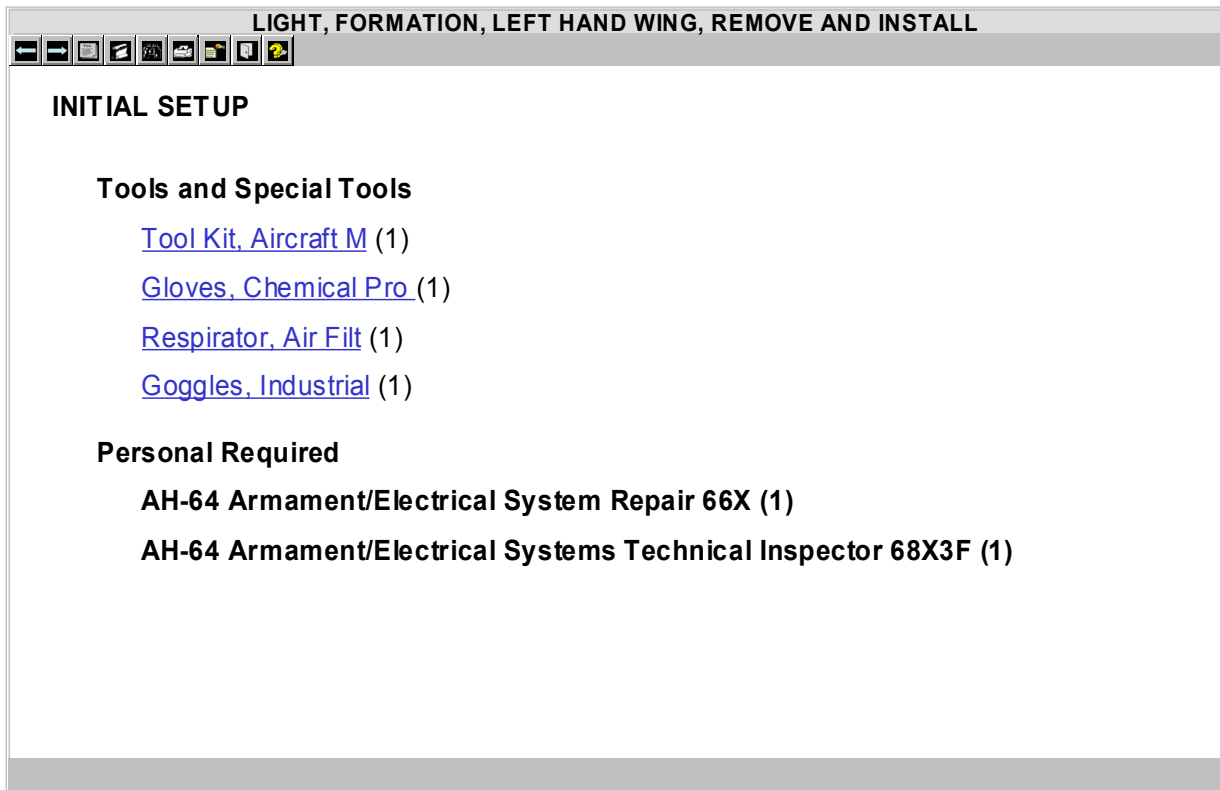 LIGHT, FORMATION, LEFT HAND WING, REMOVE AND INSTALL
INITIAL SETUP
Tools and Special Tools
Tool Kit, Aircraft M (1)
Gloves, Chemical Pro (1)
Respirator, Air Filt (1)
Goggles, Industrial (1)
Personal Required
AH-64 Armament/Electrical System Repair 66X (1)
AH-64 Armament/Electrical Systems Technical Inspector 68X3F (1)